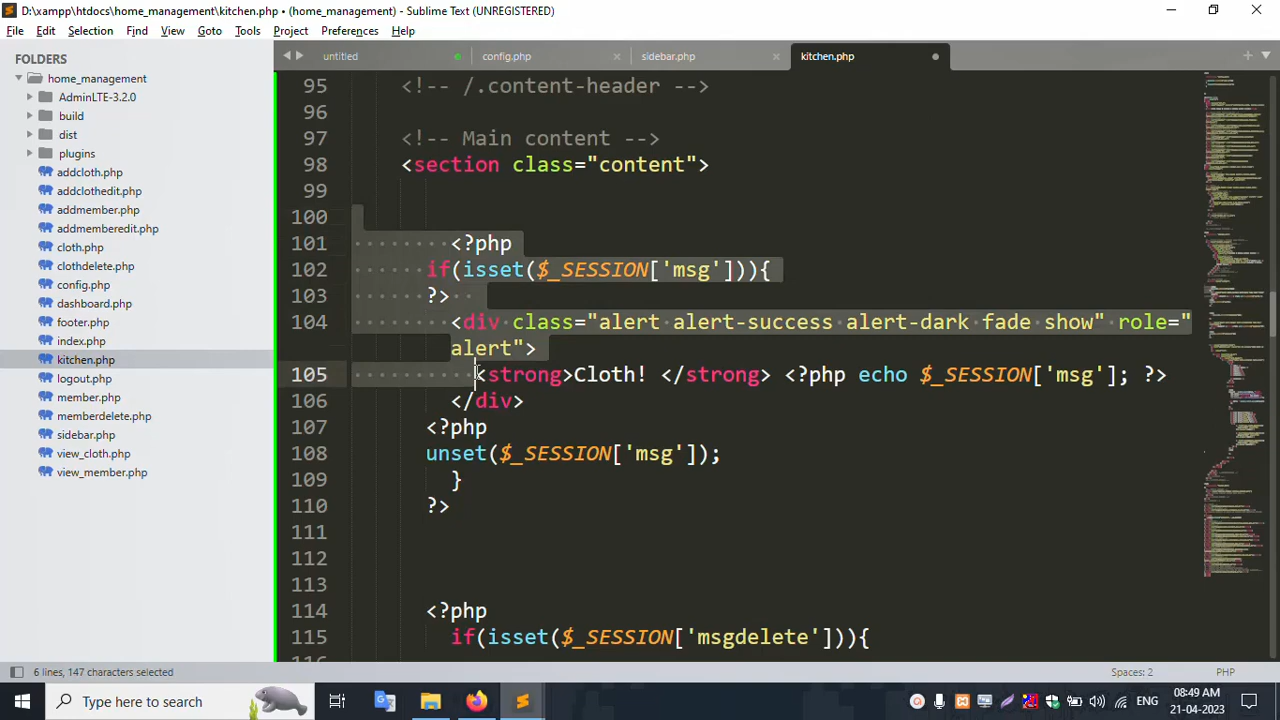 D:\xampp\htdocs\home_management\kitchen.php • (home_management) - Sublime Text (UNREGISTERED)
File Edit Selection Find View Goto Tools Project Preferences Help
FOLDERS
home_management
AdminLTE-3.2.0
build
dist
plugins
addcloth.php
addclothedit.php
addmember.php
addmemberedit.php
cloth.php
clothdelete.php
config.php
dashboard.php
footer.php
index.php
kitchen.php
logout.php
member.php
memberdelete.php
sidebar.php
view_cloth.php
view_member.php
untitled config.php sidebar.php kitchen.php
95 <!-- /.content-header -->
96
97 <!-- Main content -->
98 <section class="content">
99
100
101 <?php
102 if(isset($_SESSION['msg'])){
103 ?>
104 <div class="alert alert-success alert-dark fade show" role="
alert">
105 <strong>Cloth! </strong> <?php echo $_SESSION['msg']; ?>
106 </div>
107 <?php
108 unset($_SESSION['msg']);
109 }
110 ?>
111
112
113
114 <?php
115 if(isset($_SESSION['msgdelete'])){
6 lines, 147 characters selected Spaces: 2 PHP
Type here to search ENG 08:49 AM
21-04-2023